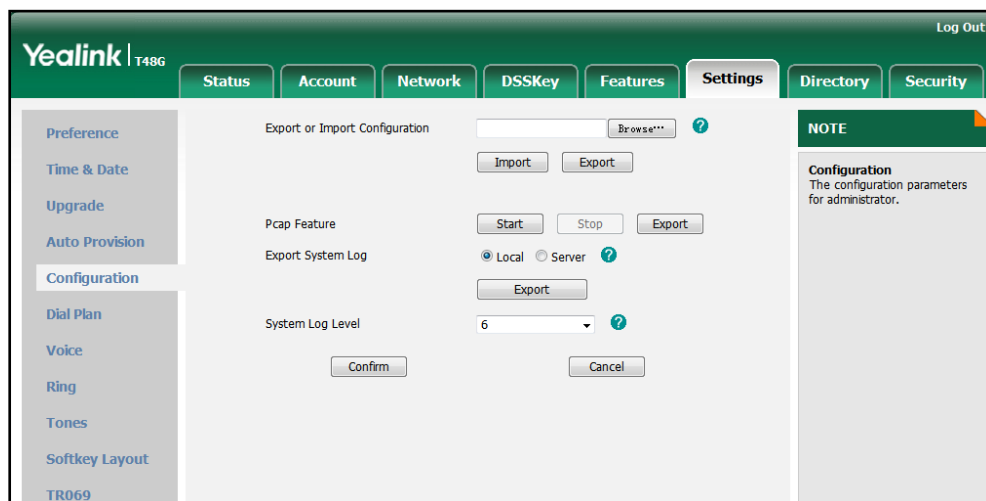 Log Out
Yealink | T48G
Status Account Network DSSKey Features Settings Directory Security
Preference
Time & Date
Upgrade
Auto Provision
Configuration
Dial Plan
Voice
Ring
Tones
Softkey Layout
TR069
Export or Import Configuration Browse... ?
Import Export
Pcap Feature Start Stop Export
Export System Log Local Server ?
Export
System Log Level 6 ?
Confirm Cancel
NOTE
Configuration
The configuration parameters
for administrator.